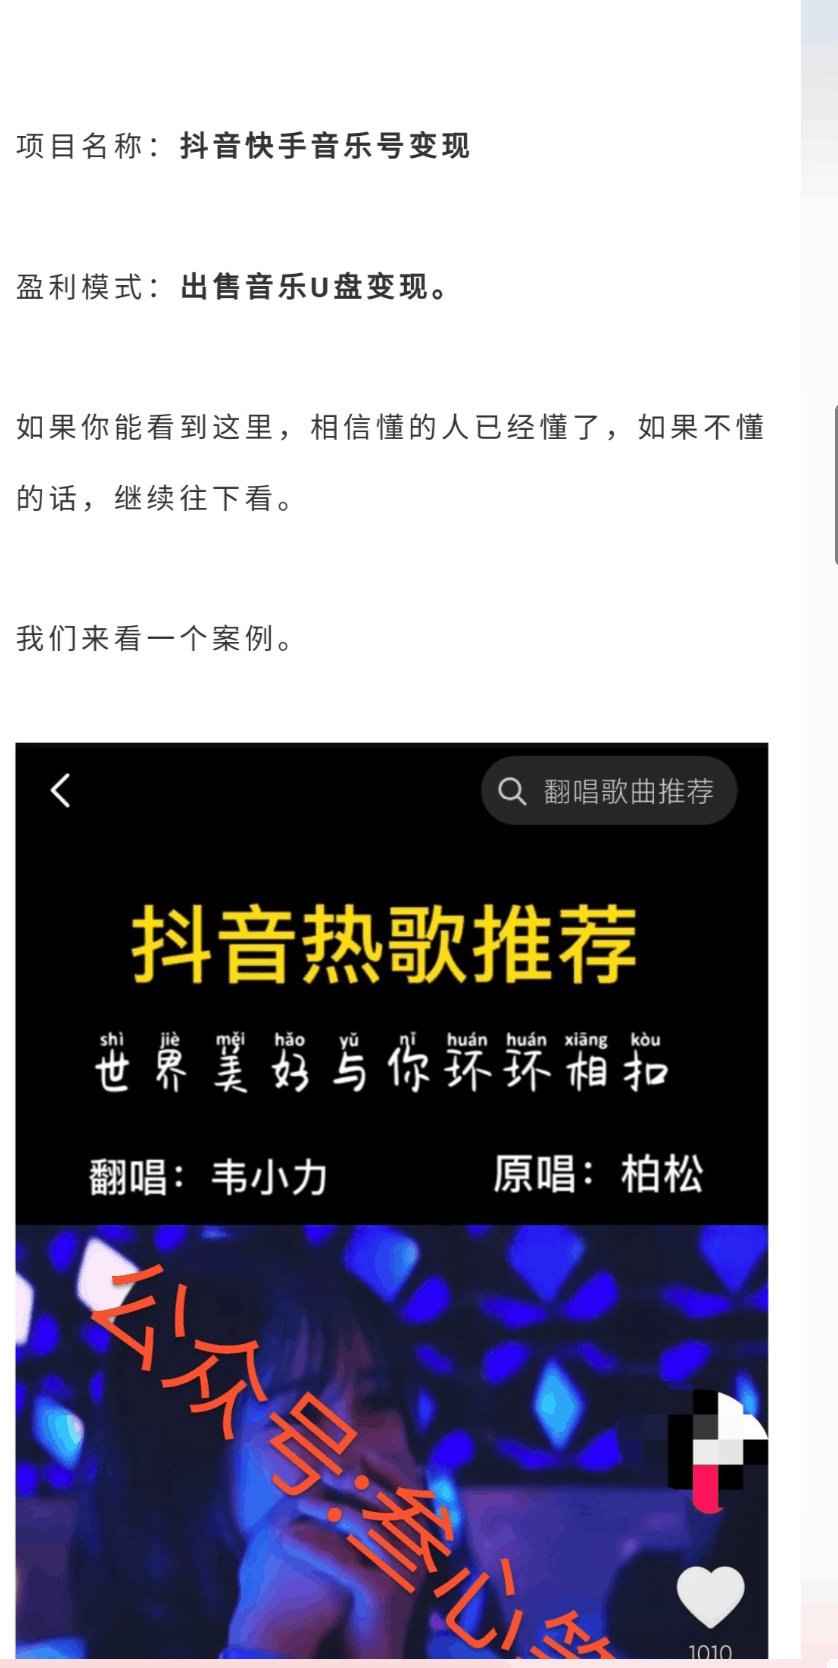 项目名称：抖音快手音乐号变现
盈利模式：出售音乐U盘变现。
如果你能看到这里，相信懂的人已经懂了，如果不懂
的话，继续往下看。
我们来看一个案例。
翻唱歌曲推荐
抖音热歌推荐
shì jiè měi hǎo yǔ nǐ huán huán xiāng kòu
世界美好与你环环相扣
翻唱：韦小力 原唱：柏松
公众号:叁心
1010